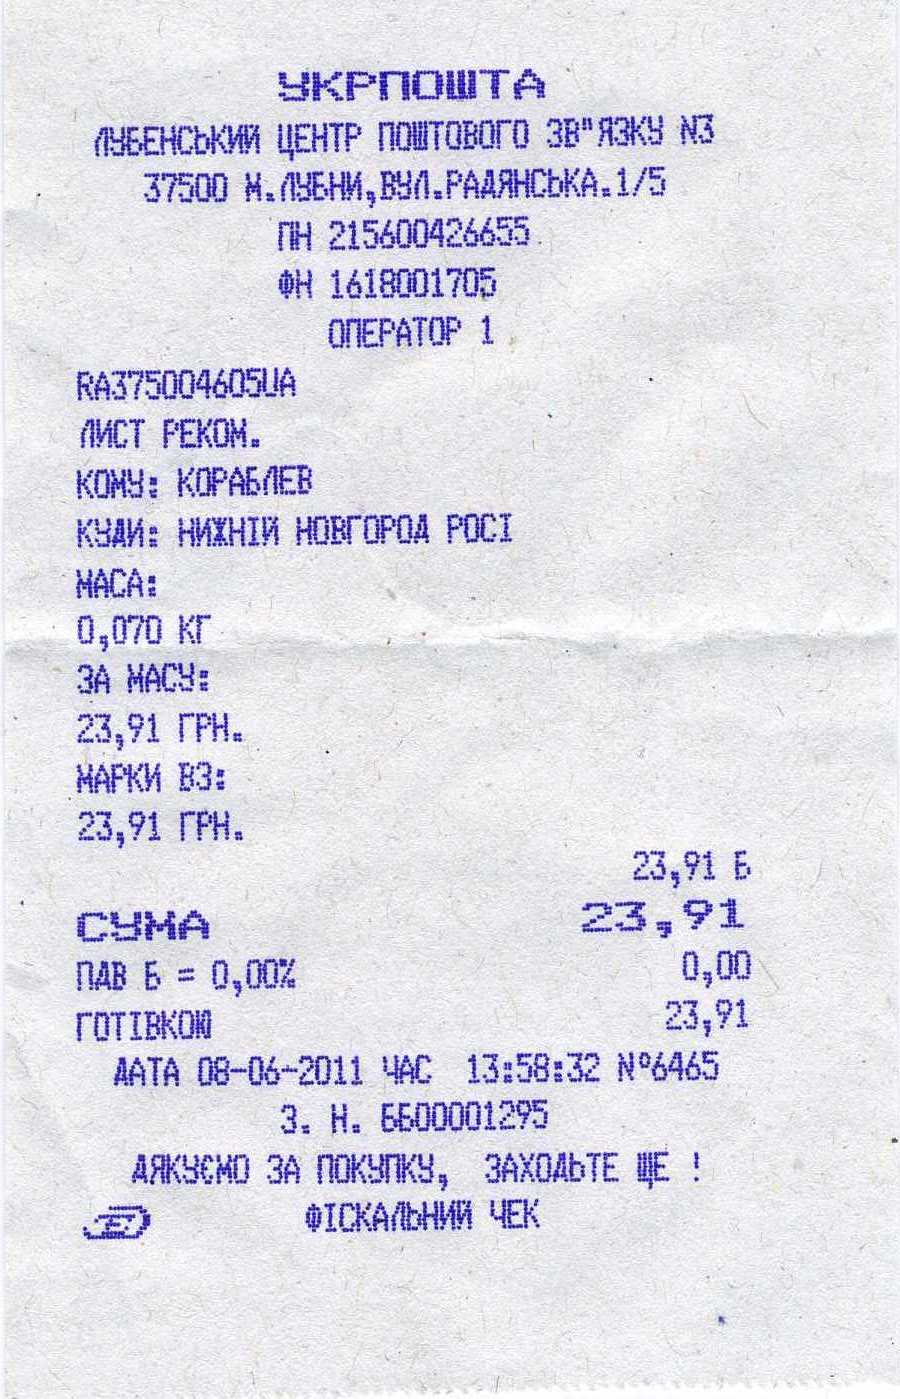 УКРПОШТА
ЛУБЕНСЬКИЙ ЦЕНТР ПОШТОВОГО ЗВ"ЯЗКУ N3
37500 М.ЛУБНИ,ВУЛ.РАДЯНСЬКА.1/5
ПН 215600426655
ФН 1618001705
ОПЕРАТОР 1
RA375004605UA
ЛИСТ РЕКОМ.
КОМУ: КОРАБЛЕВ
КУДИ: НИЖНІЙ НОВГОРОД РОСІ
МАСА:
0,070 КГ
ЗА МАСУ:
23,91 ГРН.
МАРКИ ВЗ:
23,91 ГРН.
23,91 Б
СУМА 23,91
ПДВ Б = 0,00% 0,00
ГОТІВКОЮ 23,91
ДАТА 08-06-2011 ЧАС 13:58:32 №6465
З. Н. ББ00001295
ДЯКУЄМО ЗА ПОКУПКУ, ЗАХОДЬТЕ ЩЕ !
ФІСКАЛЬНИЙ ЧЕК